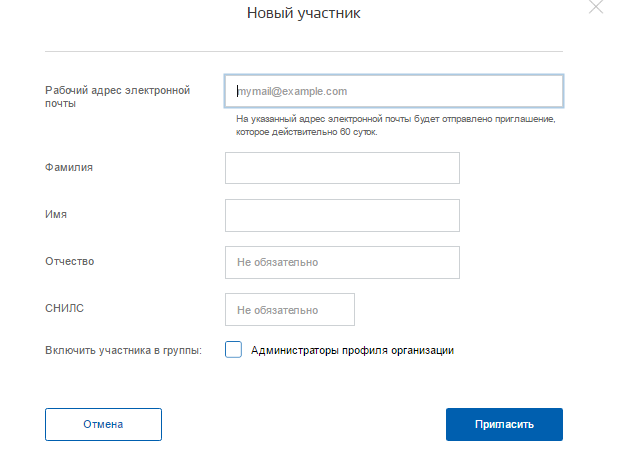 Новый участник
Рабочий адрес электронной
почты
mymail@example.com
На указанный адрес электронной почты будет отправлено приглашение,
которое действительно 60 суток.
Фамилия
Имя
Отчество
Не обязательно
СНИЛС
Не обязательно
Включить участника в группы:
Администраторы профиля организации
Отмена
Пригласить